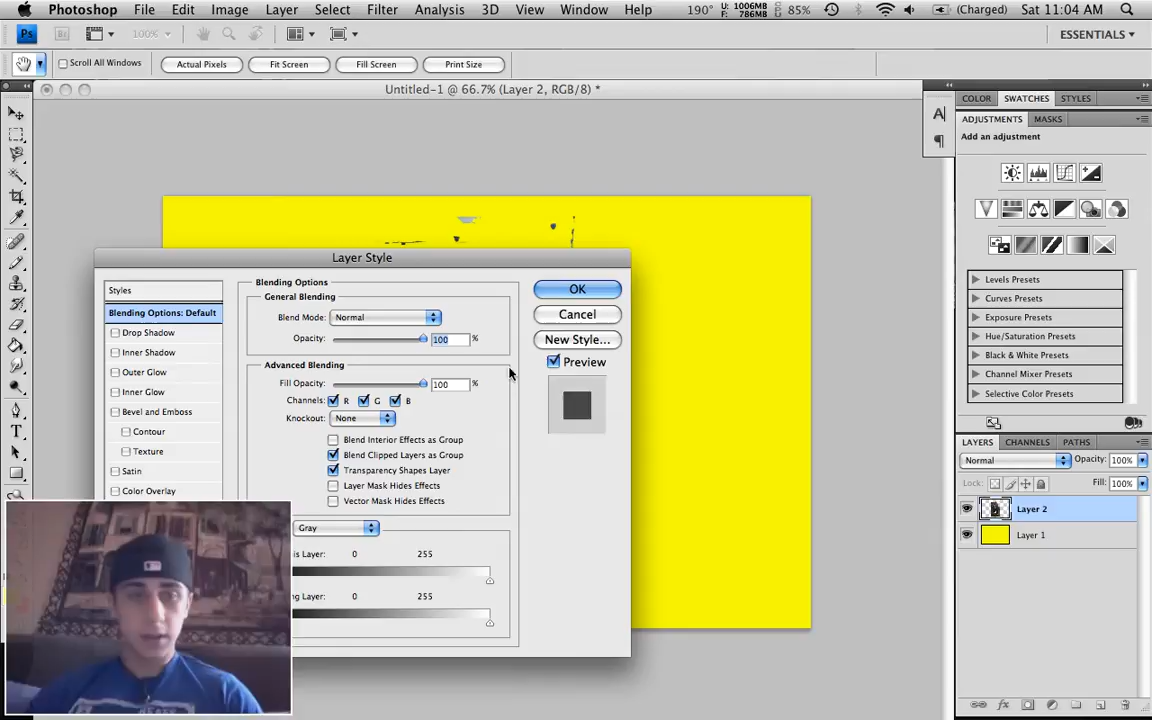 Photoshop File Edit Image Layer Select Filter Analysis 3D View Window Help 190° U: 1006MB F: 786MB 85% (Charged) Sat 11:04 AM
Ps Br 100% ESSENTIALS
Scroll All Windows Actual Pixels Fit Screen Fill Screen Print Size
Untitled-1 @ 66.7% (Layer 2, RGB/8) *
COLOR SWATCHES STYLES
ADJUSTMENTS MASKS
Add an adjustment
Levels Presets
Curves Presets
Exposure Presets
Hue/Saturation Presets
Black & White Presets
Channel Mixer Presets
Selective Color Presets
LAYERS CHANNELS PATHS
Normal Opacity: 100%
Lock: Fill: 100%
Layer 2
Layer 1
Layer Style
Styles
Blending Options: Default
Drop Shadow
Inner Shadow
Outer Glow
Inner Glow
Bevel and Emboss
Contour
Texture
Satin
Color Overlay
Blending Options
General Blending
Blend Mode: Normal
Opacity: 100 %
Advanced Blending
Fill Opacity: 100 %
Channels: R G B
Knockout: None
Blend Interior Effects as Group
Blend Clipped Layers as Group
Transparency Shapes Layer
Layer Mask Hides Effects
Vector Mask Hides Effects
Gray
is Layer: 0 255
ng Layer: 0 255
OK
Cancel
New Style...
Preview